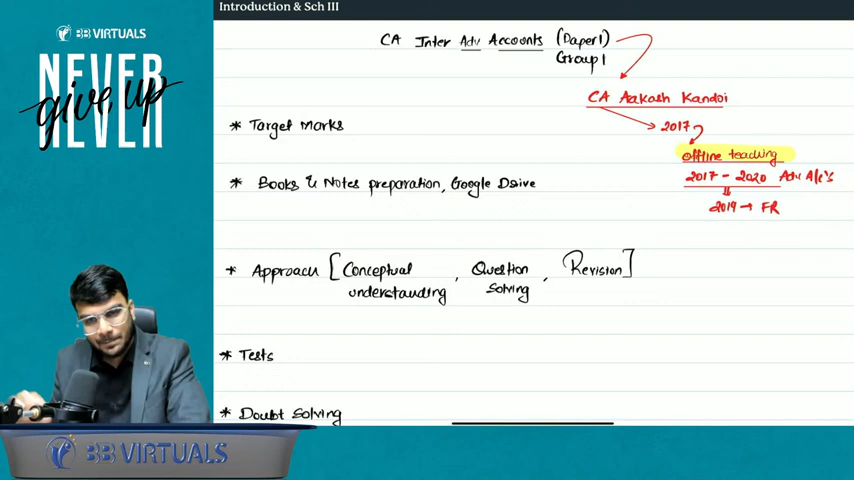 Introduction & Sch III
BB VIRTUALS
NEVER
give up
NEVER
CA Inter Adv Accounts (Paper 1)
Group 1
CA Aakash Kandoi
2017
Offline teaching
2017 - 2020 Adv A/c's
2019 → FR
* Target Marks
* Books & Notes preparation, Google Drive
* Approach [Conceptual understanding, Question Solving, Revision]
* Tests
* Doubt Solving
BB VIRTUALS